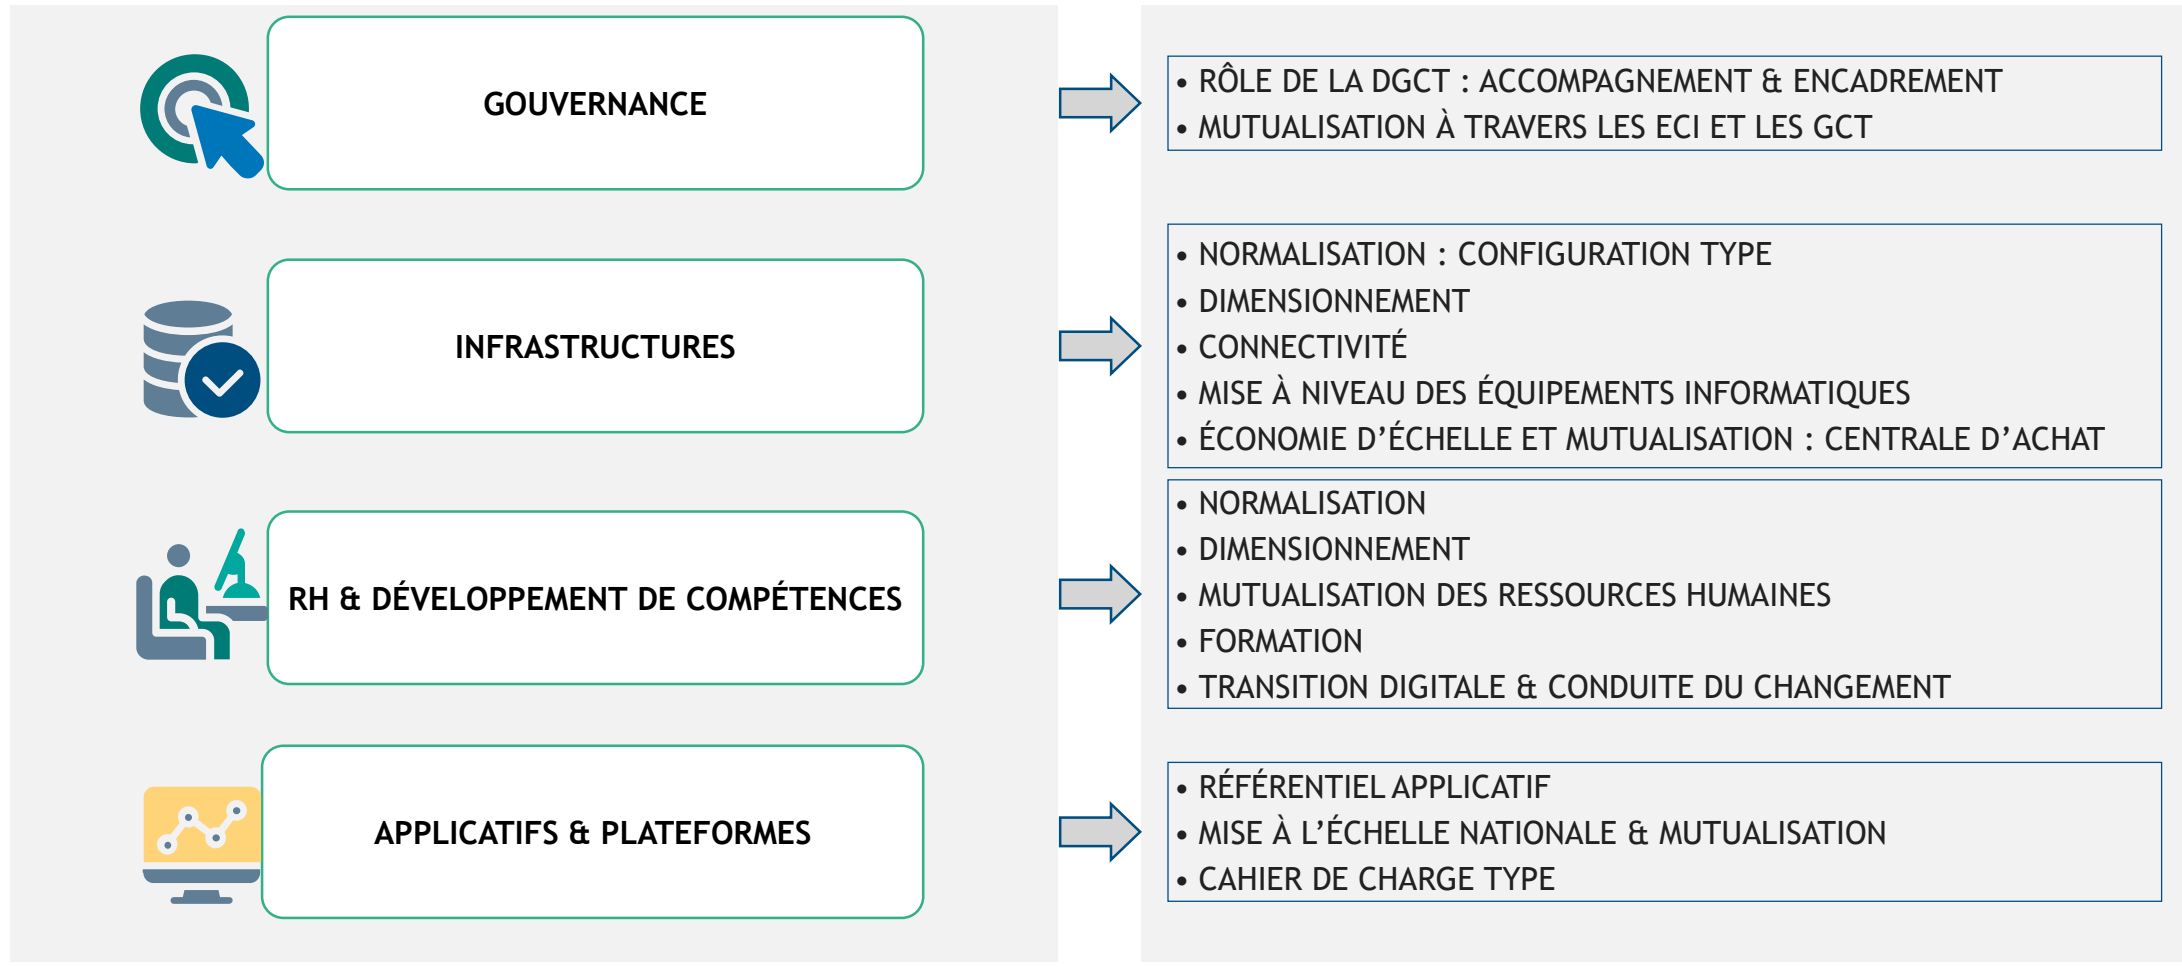 GOUVERNANCE
• RÔLE DE LA DGCT : ACCOMPAGNEMENT & ENCADREMENT
• MUTUALISATION À TRAVERS LES ECI ET LES GCT
INFRASTRUCTURES
• NORMALISATION : CONFIGURATION TYPE
• DIMENSIONNEMENT
• CONNECTIVITÉ
• MISE À NIVEAU DES ÉQUIPEMENTS INFORMATIQUES
• ÉCONOMIE D’ÉCHELLE ET MUTUALISATION : CENTRALE D’ACHAT
RH & DÉVELOPPEMENT DE COMPÉTENCES
• NORMALISATION
• DIMENSIONNEMENT
• MUTUALISATION DES RESSOURCES HUMAINES
• FORMATION
• TRANSITION DIGITALE & CONDUITE DU CHANGEMENT
APPLICATIFS & PLATEFORMES
• RÉFÉRENTIEL APPLICATIF
• MISE À L’ÉCHELLE NATIONALE & MUTUALISATION
• CAHIER DE CHARGE TYPE